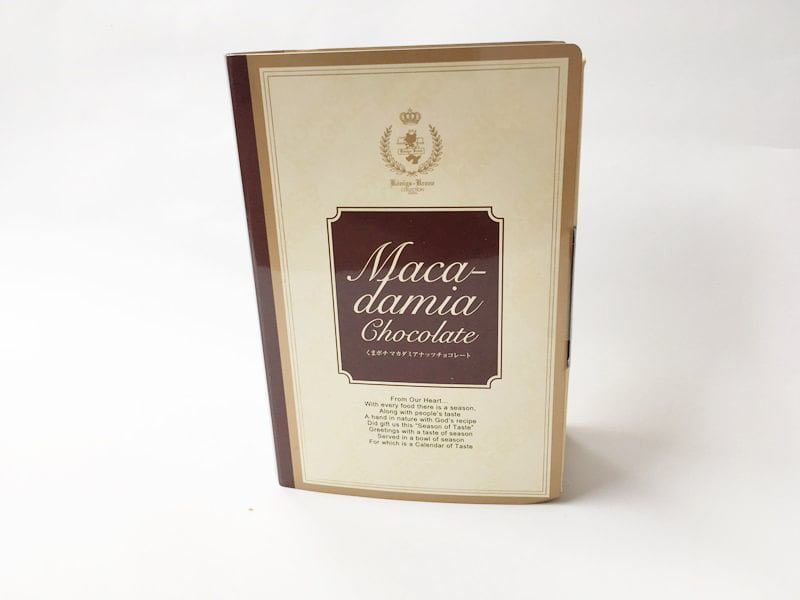 Königs-Krone
COLLECTION
Maca-
damia
Chocolate
くまポチ マカダミアナッツチョコレート
From Our Heart...
With every food there is a season,
Along with people's taste
A hand in nature with God's recipe
Did gift us this "Season of Taste"
Greetings with a taste of season
Served in a bowl of season
For which is a Calendar of Taste